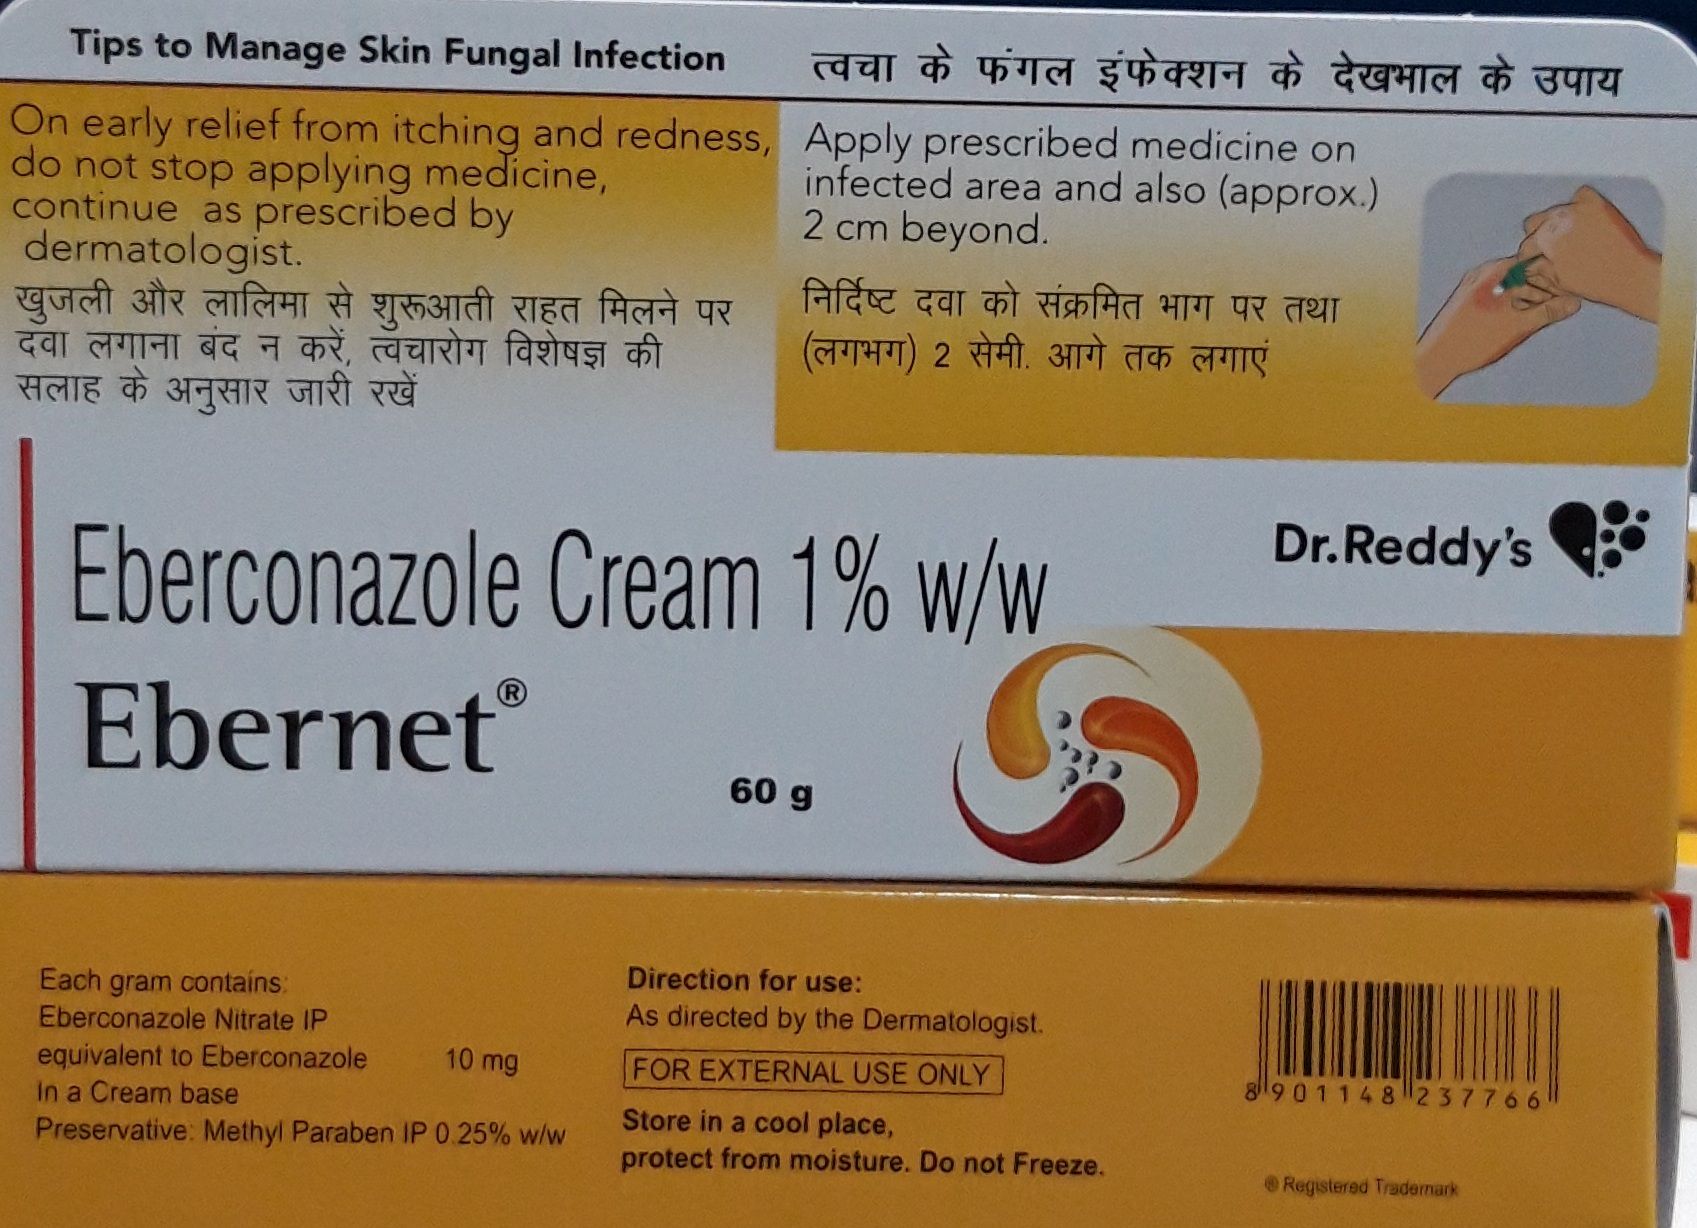 Tips to Manage Skin Fungal Infection
त्वचा के फंगल इंफेक्शन के देखभाल के उपाय
On early relief from itching and redness,
do not stop applying medicine,
continue as prescribed by
dermatologist.
खुजली और लालिमा से शुरूआती राहत मिलने पर
दवा लगाना बंद न करें, त्वचारोग विशेषज्ञ की
सलाह के अनुसार जारी रखें
Apply prescribed medicine on
infected area and also (approx.)
2 cm beyond.
निर्दिष्ट दवा को संक्रमित भाग पर तथा
(लगभग) 2 सेमी. आगे तक लगाएं
Eberconazole Cream 1% w/w
Dr.Reddy's
Ebernet®
60 g
Each gram contains:
Eberconazole Nitrate IP
equivalent to Eberconazole 10 mg
In a Cream base
Preservative: Methyl Paraben IP 0.25% w/w
Direction for use:
As directed by the Dermatologist.
FOR EXTERNAL USE ONLY
Store in a cool place,
protect from moisture. Do not Freeze.
8 901148 237766
® Registered Trademark